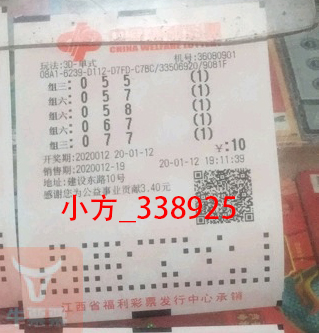 CHINA WELFARE LOTTERY
玩法:3D-单式 机号:36080901
08A1-6239-D112-07FD-C7BC/33506920/9081F
组三: 0 5 5 (1)
组六: 0 5 7 (1)
组六: 0 5 8 (1)
组六: 0 6 7 (1)
组三: 0 7 7 (1)
¥:10
开奖期:2020012 20-01-12
销售期:2020012-19 20-01-12 19:11:39
地址:建设东路10号
感谢您为公益事业贡献3.40元
小方_338925
江西省福利彩票发行中心承销